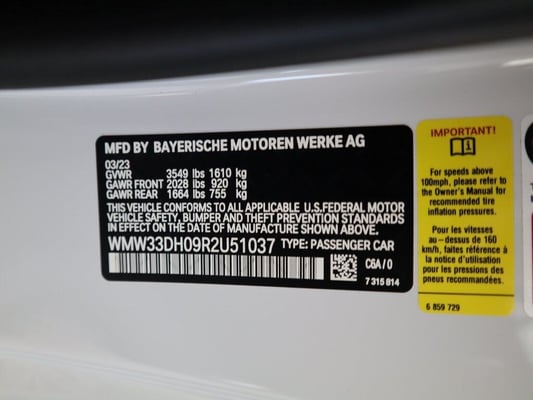 MFD BY BAYERISCHE MOTOREN WERKE AG
03/23
GVWR 3549 lbs 1610 kg
GAWR FRONT 2028 lbs 920 kg
GAWR REAR 1664 lbs 755 kg
THIS VEHICLE CONFORMS TO ALL APPLICABLE U.S.FEDERAL MOTOR
VEHICLE SAFETY, BUMPER AND THEFT PREVENTION STANDARDS
IN EFFECT ON THE DATE OF MANUFACTURE SHOWN ABOVE.
WMW33DH09R2U51037 TYPE: PASSENGER CAR
C6A/0
7315814
IMPORTANT!
For speeds above
100mph, please refer to
the Owner's Manual for
recommended tire
inflation pressures.
Pour les vitesses
au-dessus de 160
km/h, faites référence à
la notice d'utilisation
pour les pressions des
pneus recommandées.
6 859 729